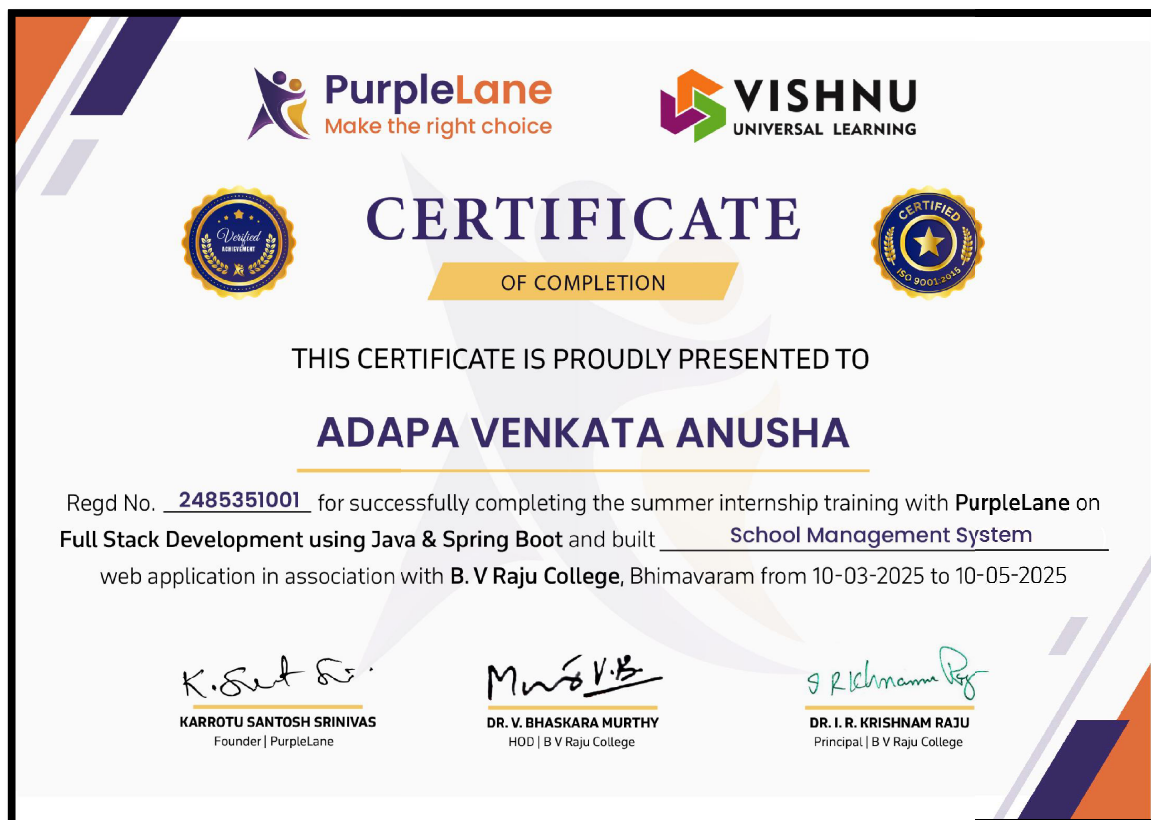 PurpleLane
Make the right choice
VISHNU
UNIVERSAL LEARNING
Verified
ACHIEVEMENT
CERTIFICATE
CERTIFIED
ISO 9001:2015
OF COMPLETION
THIS CERTIFICATE IS PROUDLY PRESENTED TO
ADAPA VENKATA ANUSHA
Regd No. 2485351001 for successfully completing the summer internship training with PurpleLane on
Full Stack Development using Java & Spring Boot and built School Management System
web application in association with B. V Raju College, Bhimavaram from 10-03-2025 to 10-05-2025
KARROTU SANTOSH SRINIVAS
Founder | PurpleLane
DR. V. BHASKARA MURTHY
HOD | B V Raju College
DR. I. R. KRISHNAM RAJU
Principal | B V Raju College